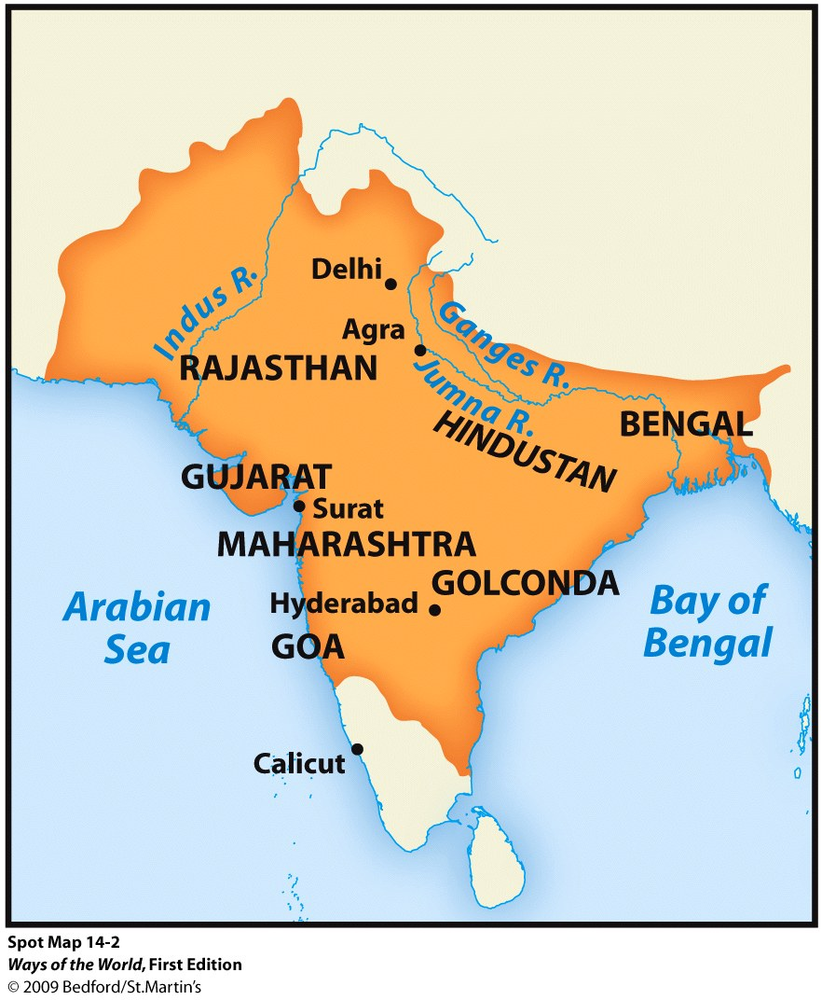 Delhi
Indus R.
Ganges R.
Agra
RAJASTHAN
Jumna R.
HINDUSTAN
BENGAL
GUJARAT
Surat
MAHARASHTRA
GOLCONDA
Hyderabad
Arabian
Sea
Bay of
Bengal
GOA
Calicut
Spot Map 14-2
Ways of the World, First Edition
© 2009 Bedford/St.Martin's